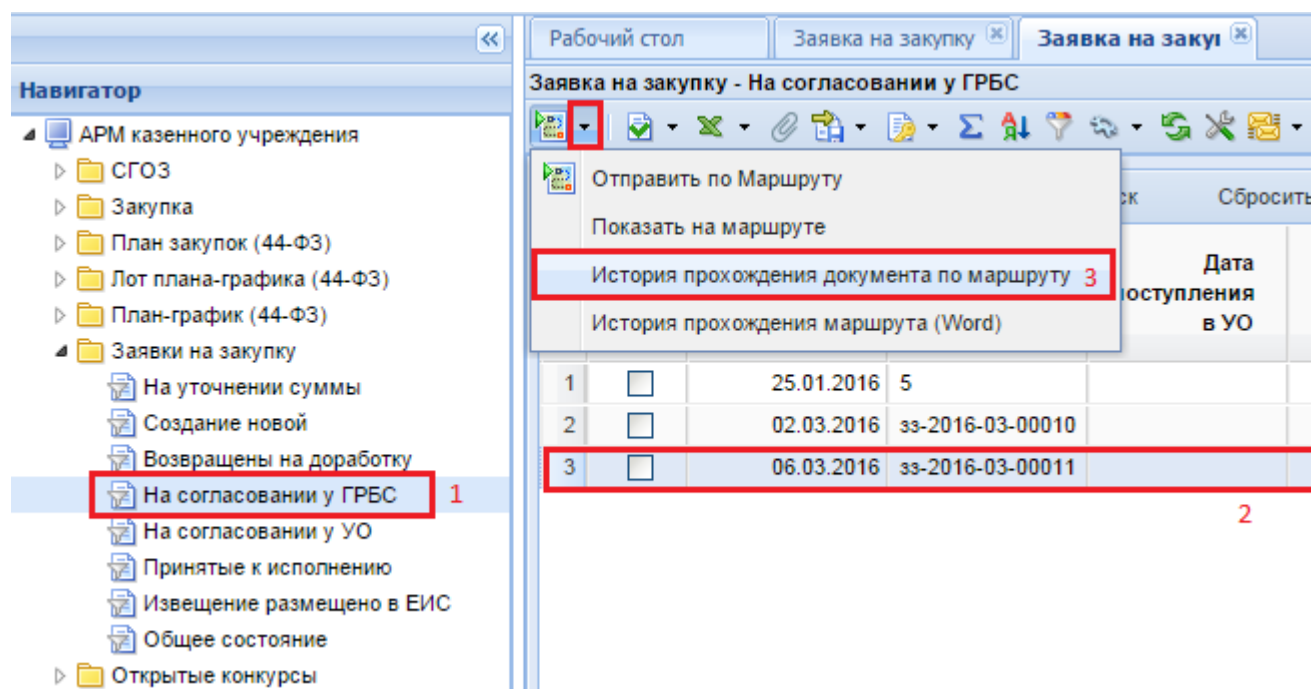 Рабочий стол
Заявка на закупку
Заявка на заку
Навигатор
Заявка на закупку - На согласовании у ГРБС
АРМ казенного учреждения
СГОЗ
Закупка
План закупок (44-ФЗ)
Лот плана-графика (44-ФЗ)
План-график (44-ФЗ)
Заявки на закупку
На уточнении суммы
Создание новой
Возвращены на доработку
На согласовании у ГРБС 1
На согласовании у УО
Принятые к исполнению
Извещение размещено в ЕИС
Общее состояние
Открытые конкурсы
Отправить по Маршруту
Показать на маршруте
История прохождения документа по маршруту 3
История прохождения маршрута (Word)
ск Сбросить
Дата
поступления
в УО
1 25.01.2016 5
2 02.03.2016 зз-2016-03-00010
3 06.03.2016 зз-2016-03-00011
2